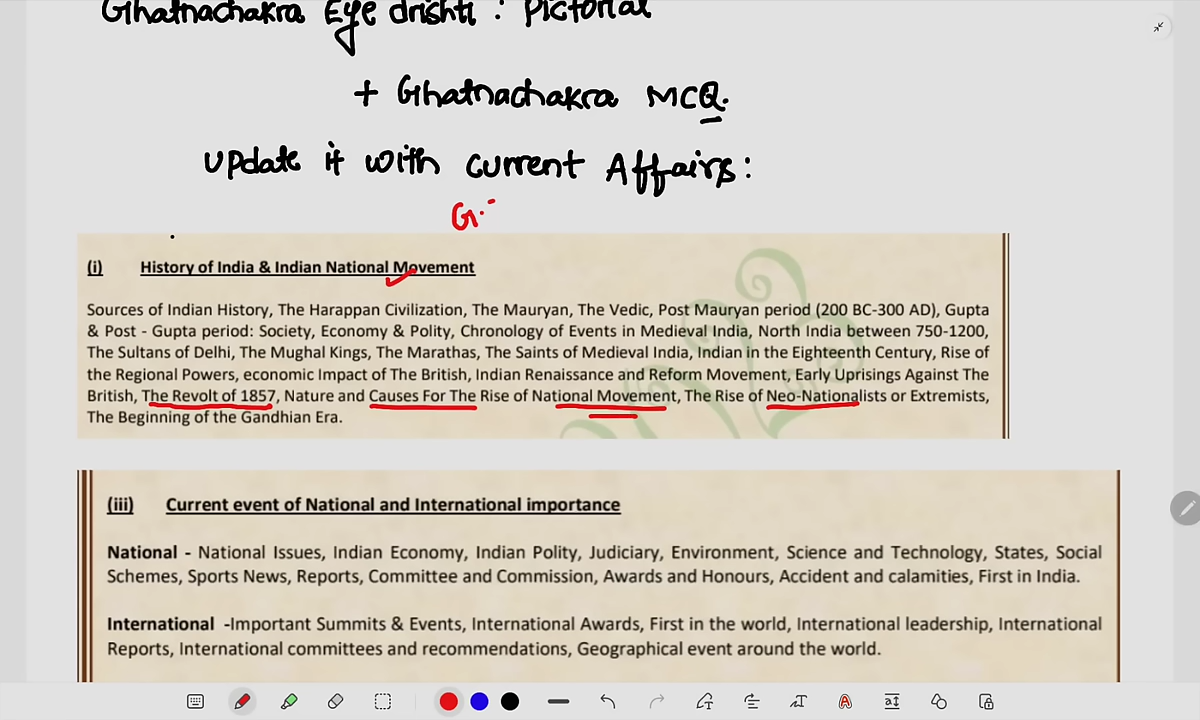 Ghatnachakra Eye drishti : Pictorial
+ Ghatnachakra MCQ.
update it with current Affairs:
G
(i) History of India & Indian National Movement
Sources of Indian History, The Harappan Civilization, The Mauryan, The Vedic, Post Mauryan period (200 BC-300 AD), Gupta
& Post - Gupta period: Society, Economy & Polity, Chronology of Events in Medieval India, North India between 750-1200,
The Sultans of Delhi, The Mughal Kings, The Marathas, The Saints of Medieval India, Indian in the Eighteenth Century, Rise of
the Regional Powers, economic Impact of The British, Indian Renaissance and Reform Movement, Early Uprisings Against The
British, The Revolt of 1857, Nature and Causes For The Rise of National Movement, The Rise of Neo-Nationalists or Extremists,
The Beginning of the Gandhian Era.
(iii) Current event of National and International importance
National - National Issues, Indian Economy, Indian Polity, Judiciary, Environment, Science and Technology, States, Social
Schemes, Sports News, Reports, Committee and Commission, Awards and Honours, Accident and calamities, First in India.
International -Important Summits & Events, International Awards, First in the world, International leadership, International
Reports, International committees and recommendations, Geographical event around the world.